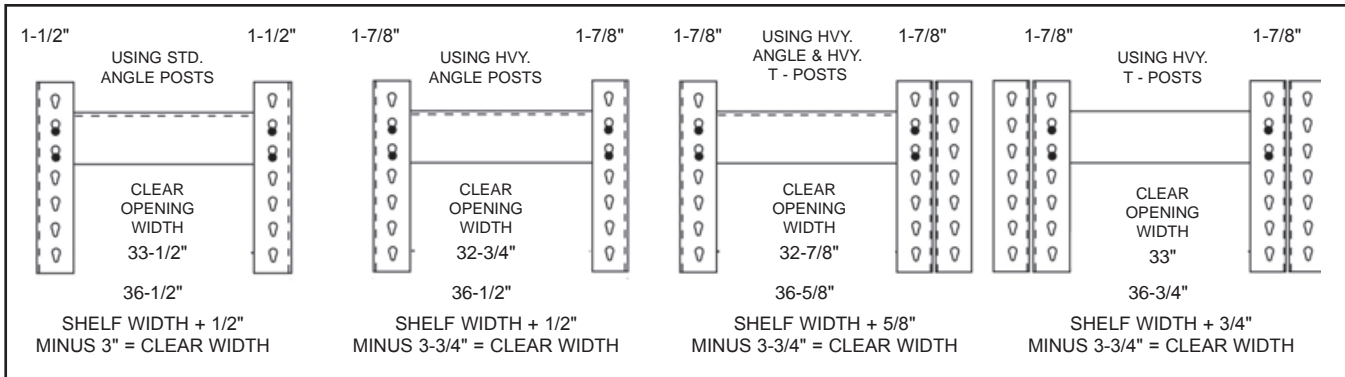 1-1/2"
1-1/2"
USING STD.
ANGLE POSTS
CLEAR
OPENING
WIDTH
33-1/2"
36-1/2"
SHELF WIDTH + 1/2"
MINUS 3" = CLEAR WIDTH
1-7/8"
1-7/8"
USING HVY.
ANGLE POSTS
CLEAR
OPENING
WIDTH
32-3/4"
36-1/2"
SHELF WIDTH + 1/2"
MINUS 3-3/4" = CLEAR WIDTH
1-7/8"
1-7/8"
USING HVY.
ANGLE & HVY.
T - POSTS
CLEAR
OPENING
WIDTH
32-7/8"
36-5/8"
SHELF WIDTH + 5/8"
MINUS 3-3/4" = CLEAR WIDTH
1-7/8"
1-7/8"
USING HVY.
T - POSTS
CLEAR
OPENING
WIDTH
33"
36-3/4"
SHELF WIDTH + 3/4"
MINUS 3-3/4" = CLEAR WIDTH